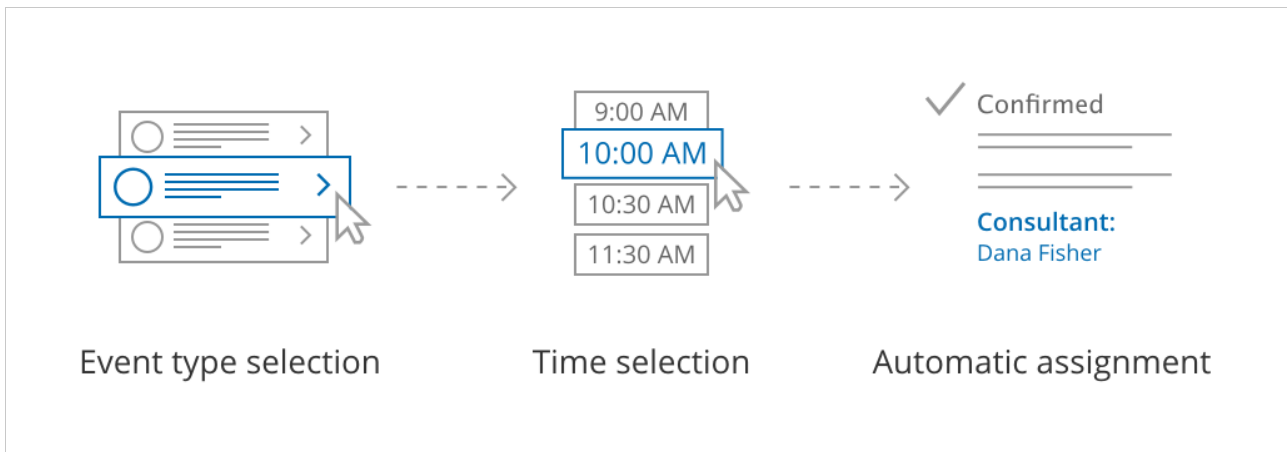 9:00 AM
10:00 AM
10:30 AM
11:30 AM
Confirmed
Consultant:
Dana Fisher
Event type selection
Time selection
Automatic assignment